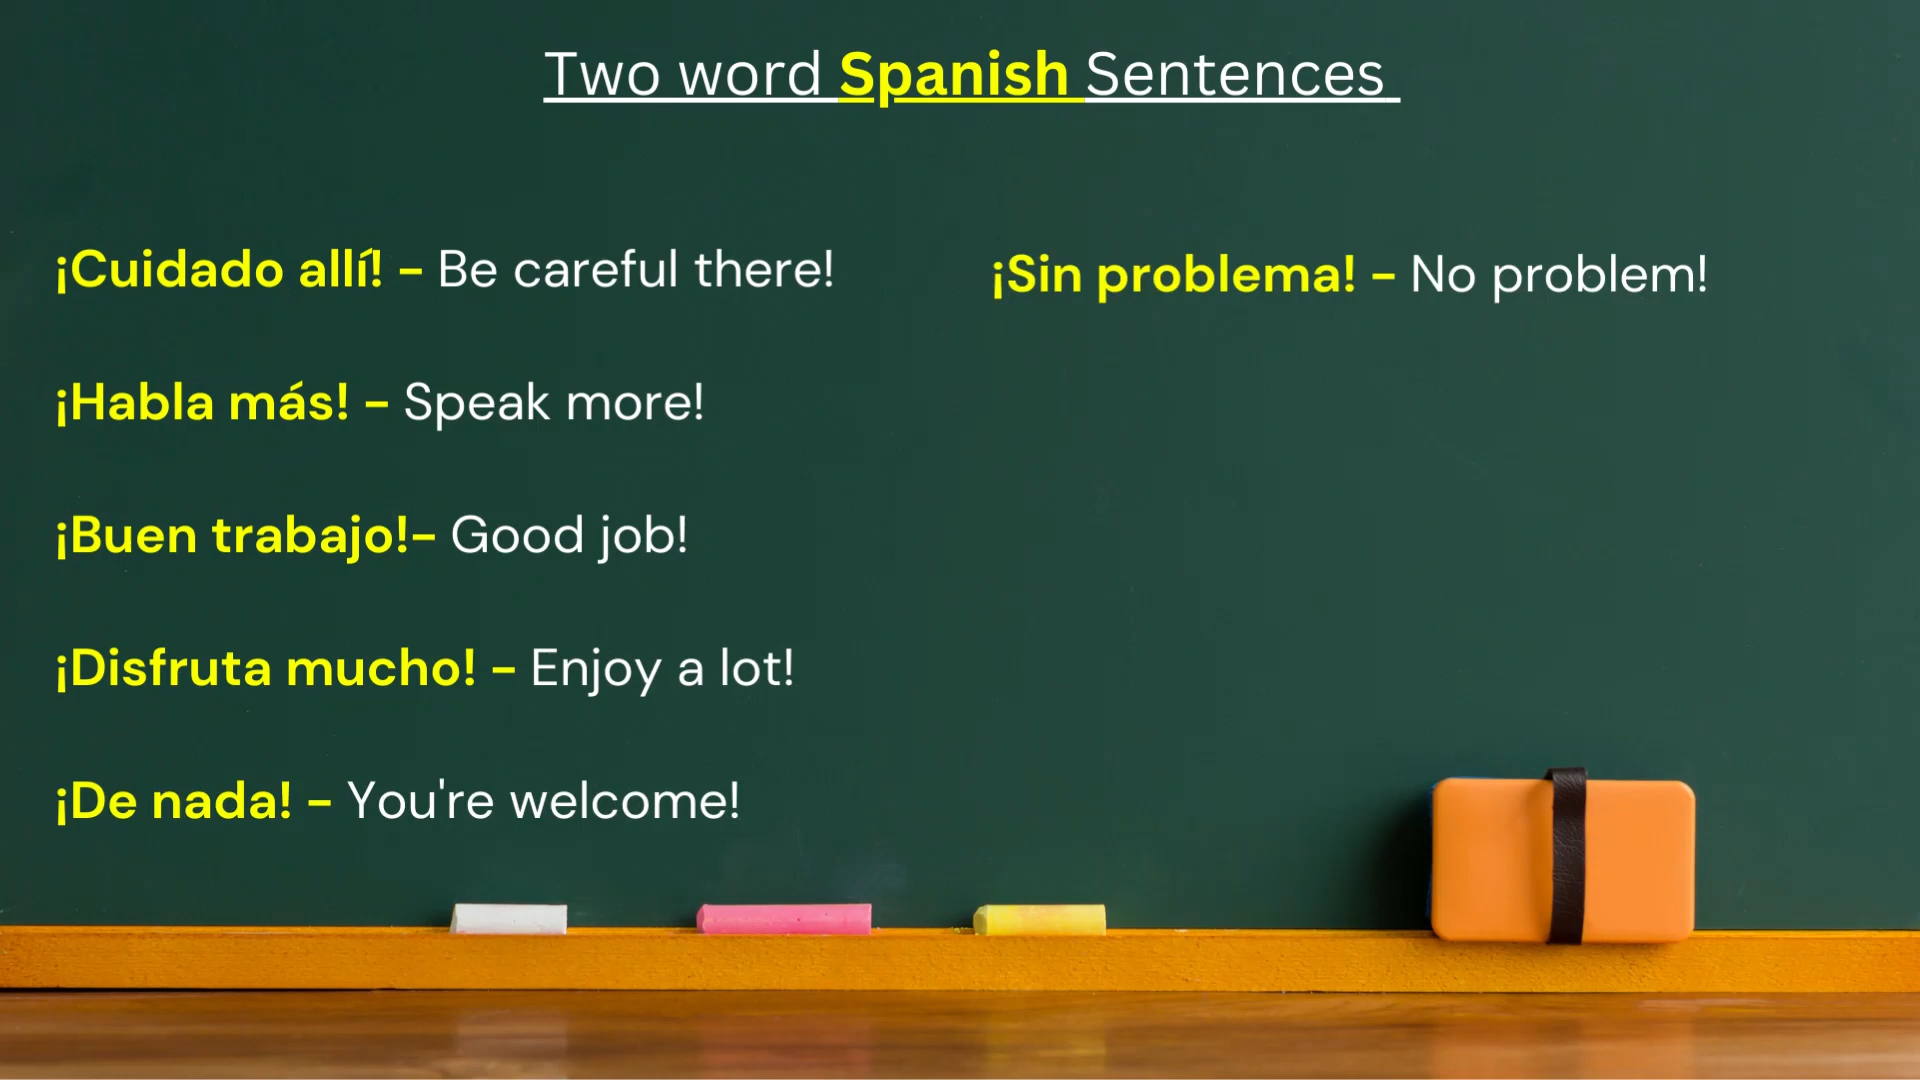 Two word Spanish Sentences
¡Cuidado allí! - Be careful there!
¡Habla más! - Speak more!
¡Buen trabajo!- Good job!
¡Disfruta mucho! - Enjoy a lot!
¡De nada! - You're welcome!
¡Sin problema! - No problem!